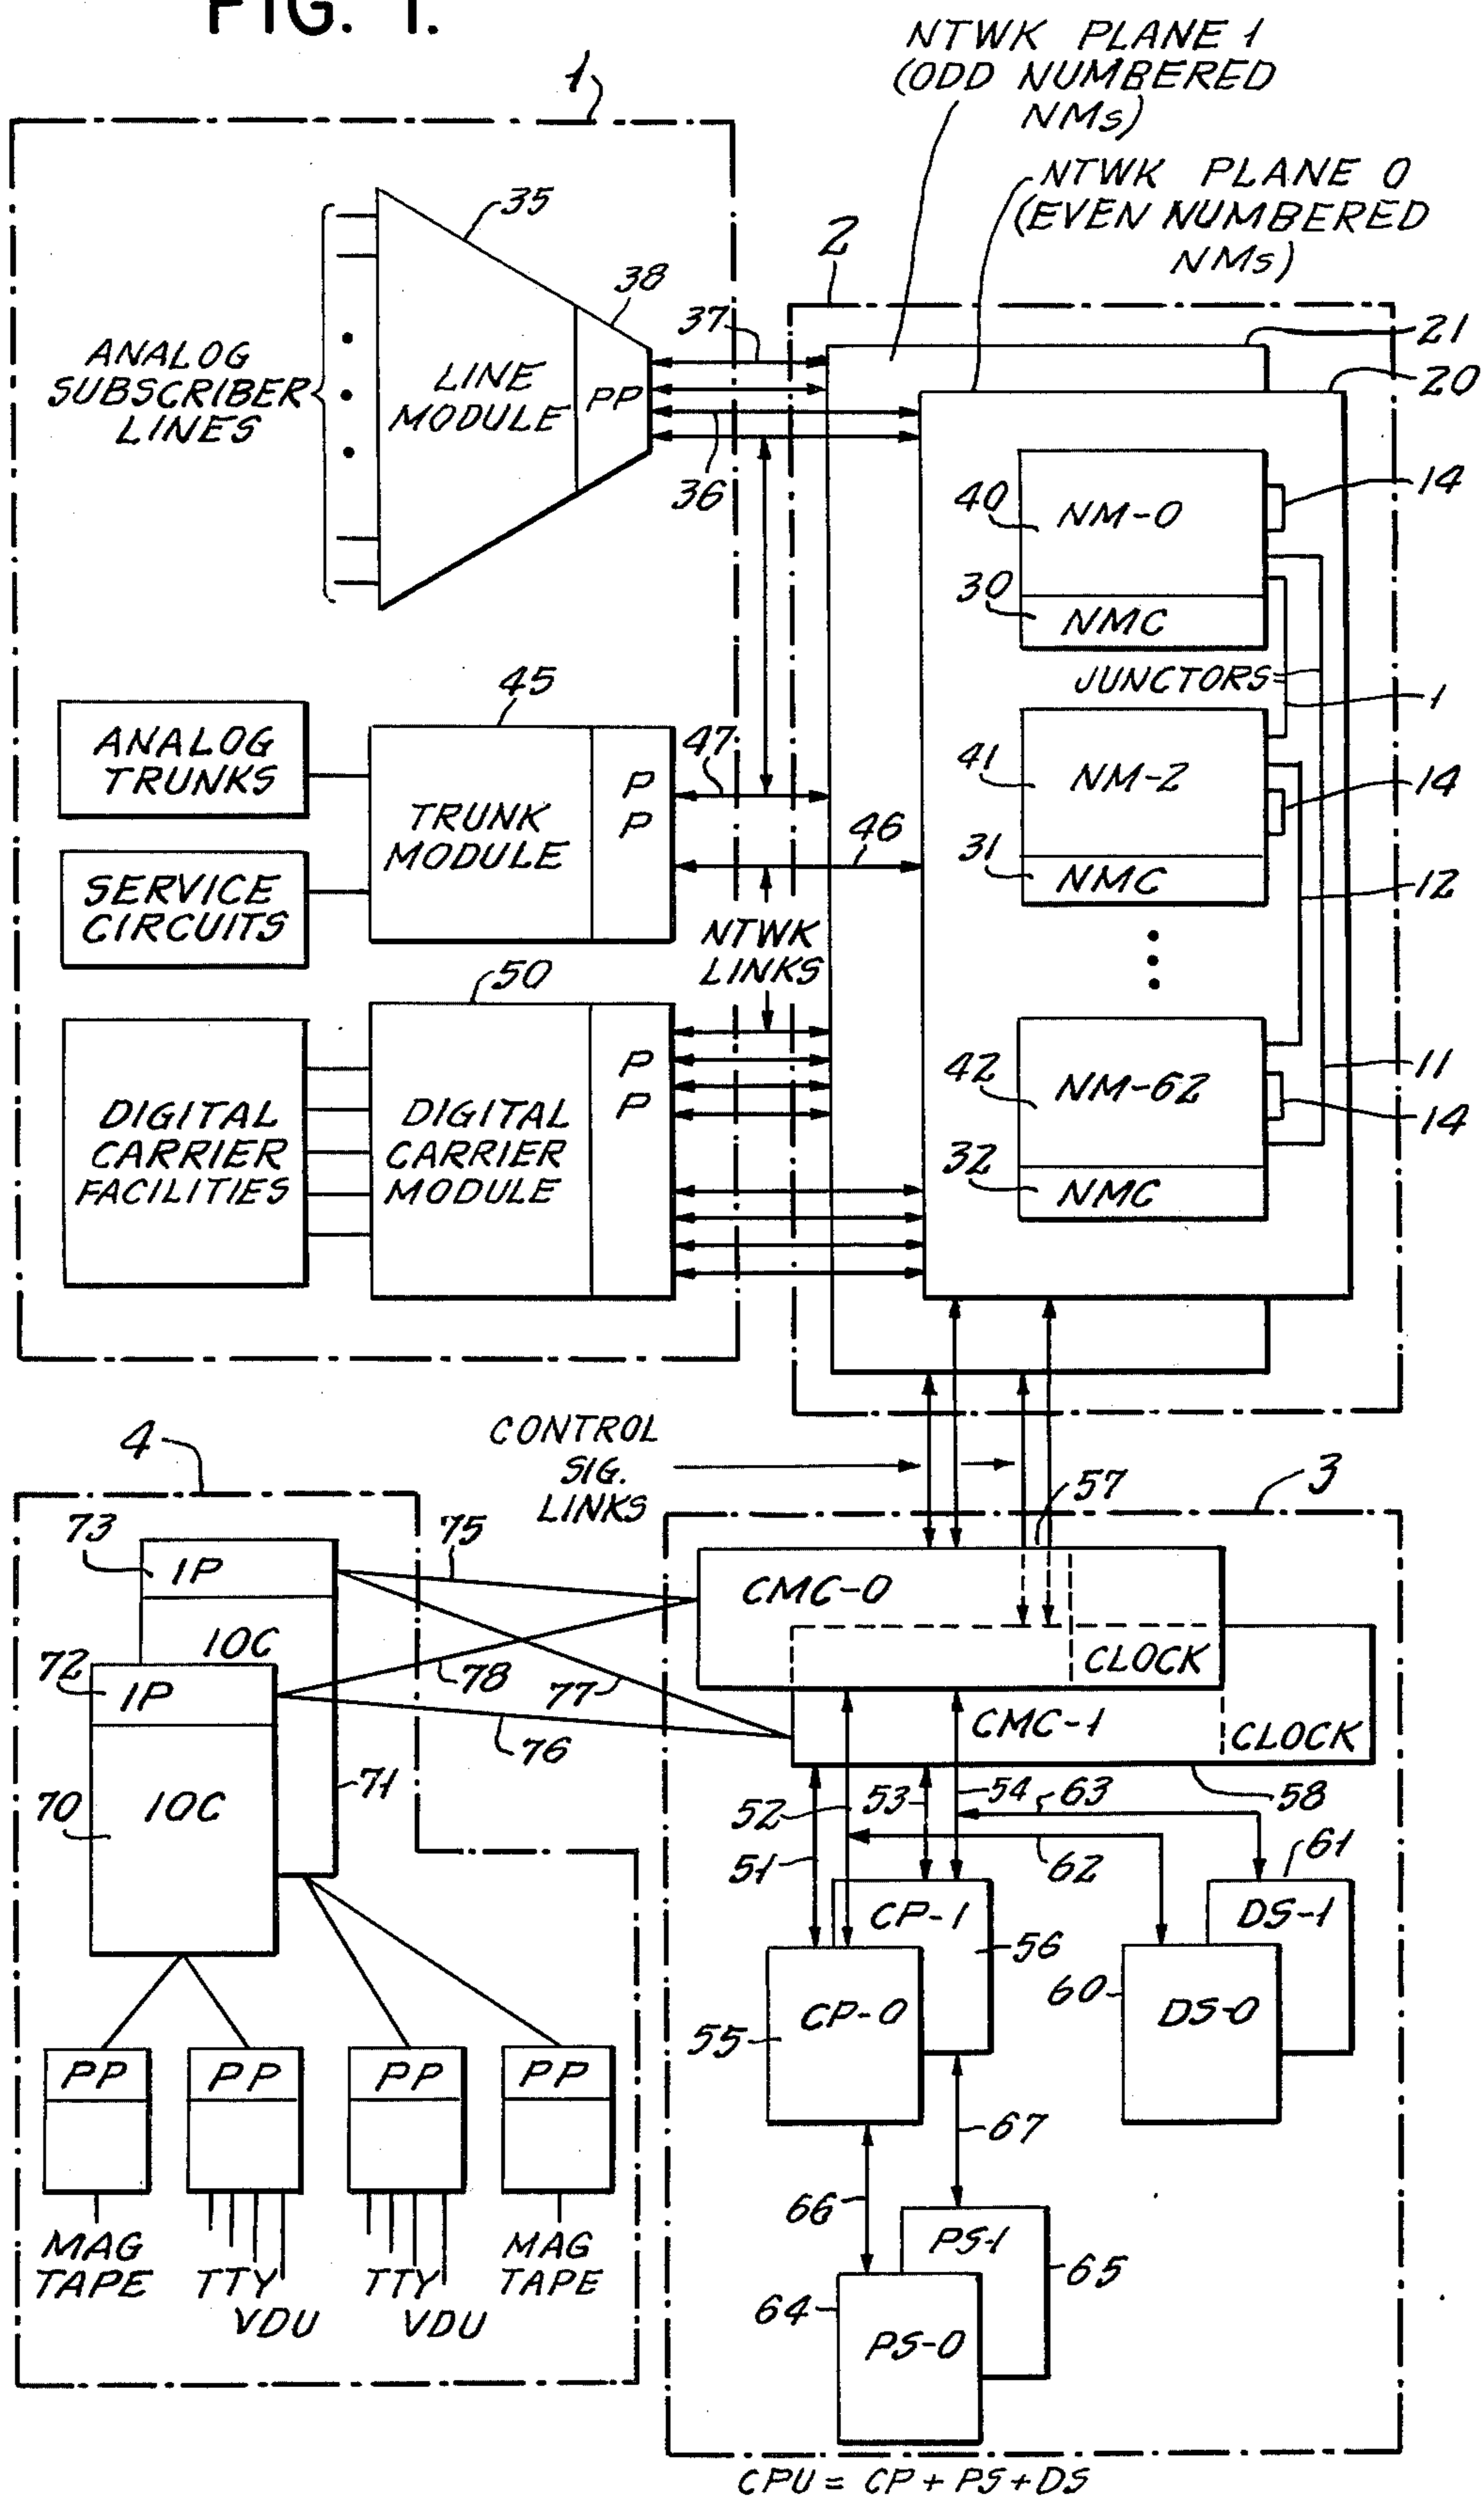 FIG. 1.
1
NTWK PLANE 1
(ODD NUMBERED
NMs)
NTWK PLANE 0
(EVEN NUMBERED
NMs)
2
35
38
37
21
20
ANALOG
SUBSCRIBER
LINES
LINE
MODULE
PP
36
40
NM-0
14
30
NMC
JUNCTORS
1
45
ANALOG
TRUNKS
TRUNK
MODULE
P
P
47
46
41
NM-2
14
31
NMC
12
SERVICE
CIRCUITS
NTWK
LINKS
50
DIGITAL
CARRIER
FACILITIES
DIGITAL
CARRIER
MODULE
P
P
42
NM-62
11
14
32
NMC
CONTROL
SIG.
LINKS
4
3
57
73
IP
75
IOC
72
IP
78
77
76
70
IOC
71
CMC-0
CLOCK
CMC-1
CLOCK
58
52
53
54
63
51
62
61
CP-1
56
DS-1
55
CP-0
60
DS-0
67
66
PS-1
65
64
PS-0
PP
PP
PP
PP
MAG
TAPE
TTY
VDU
TTY
VDU
MAG
TAPE
CPU = CP + PS + DS